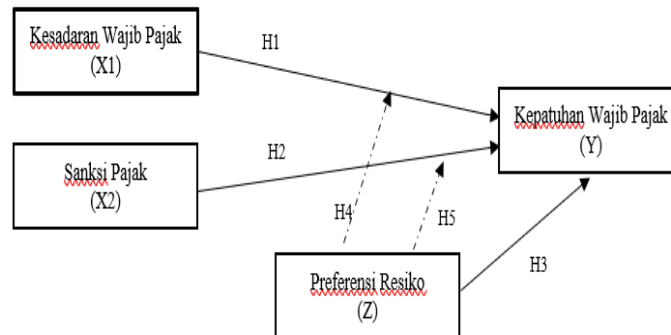 Kesadaran Wajib Pajak
(X1)
H1
Kepatuhan Wajib Pajak
(Y)
H2
Sanksi Pajak
(X2)
H4
H5
H3
Preferensi Resiko
(Z)